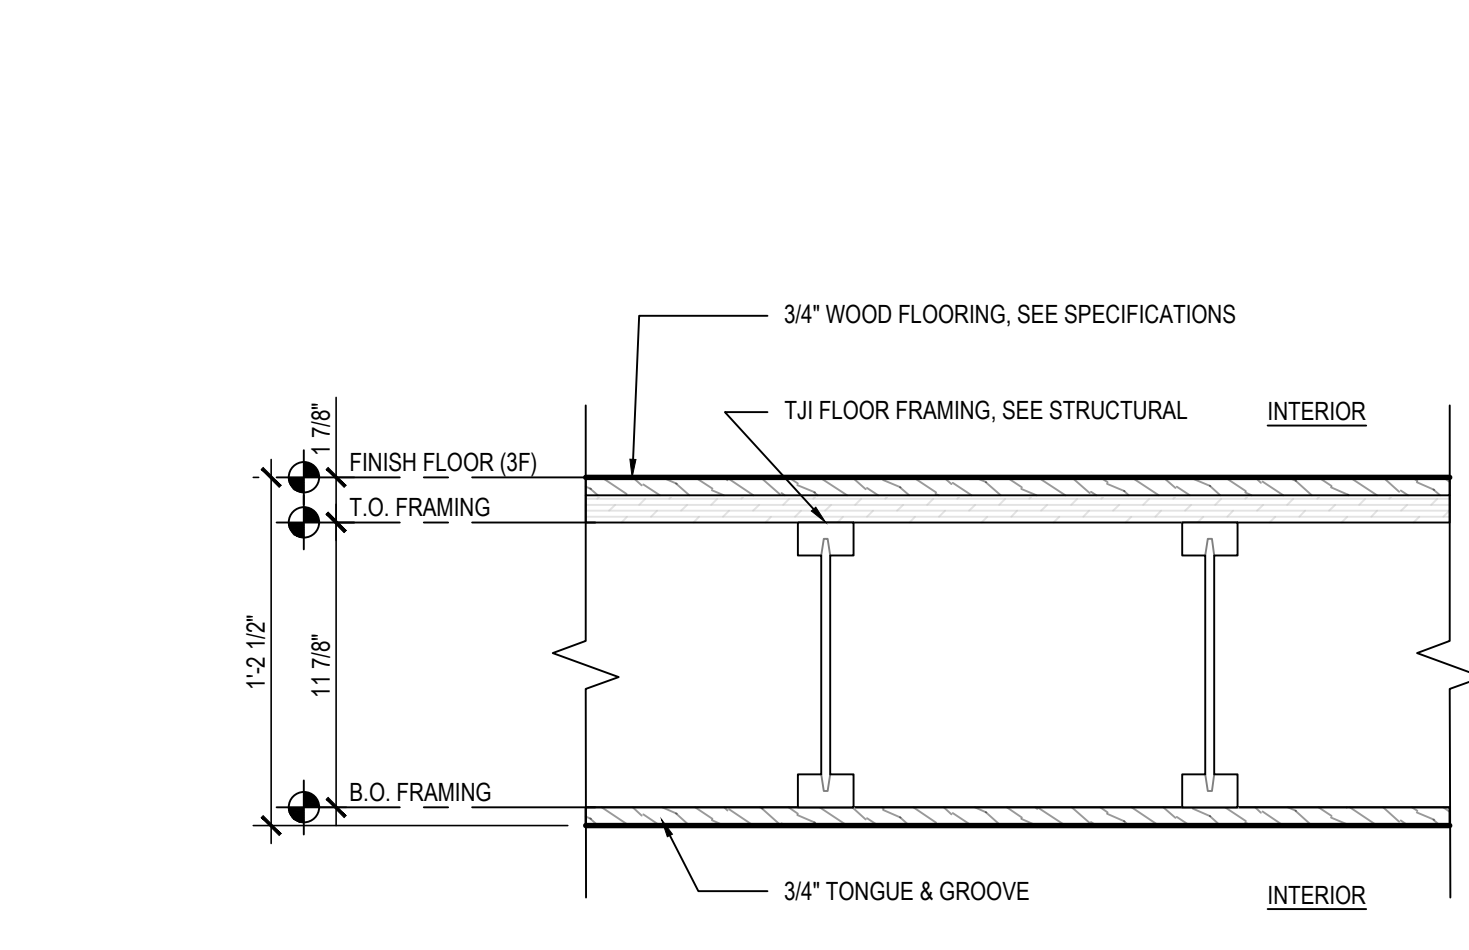 3/4" WOOD FLOORING, SEE SPECIFICATIONS
TJI FLOOR FRAMING, SEE STRUCTURAL
INTERIOR
1 7/8"
FINISH FLOOR (3F)
T.O. FRAMING
1'-2 1/2"
11 7/8"
B.O. FRAMING
3/4" TONGUE & GROOVE
INTERIOR